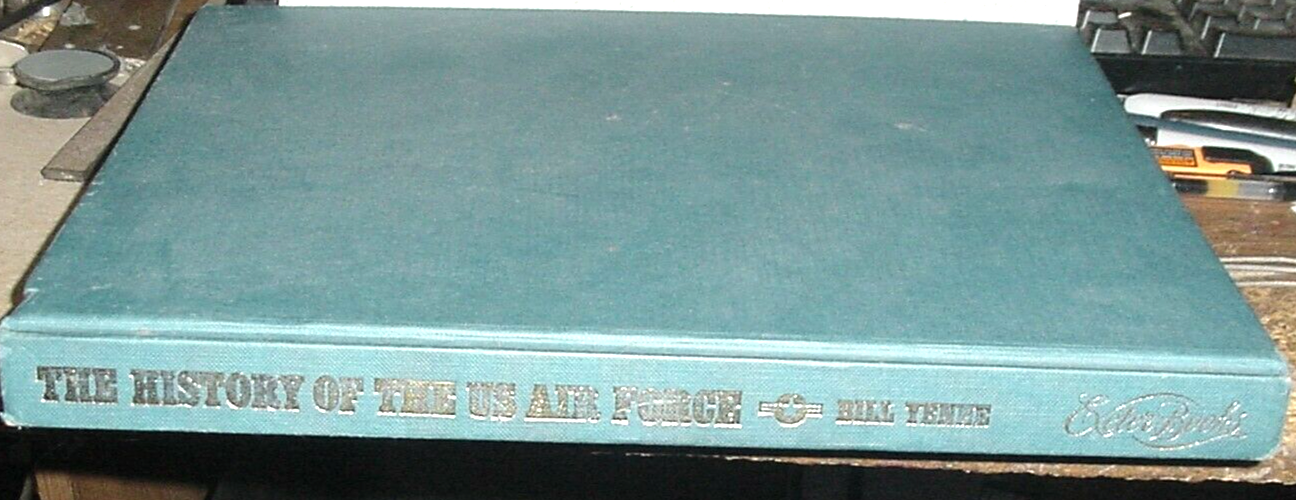 THE HISTORY OF THE US AIR FORCE BILL YENNE Exeter Books